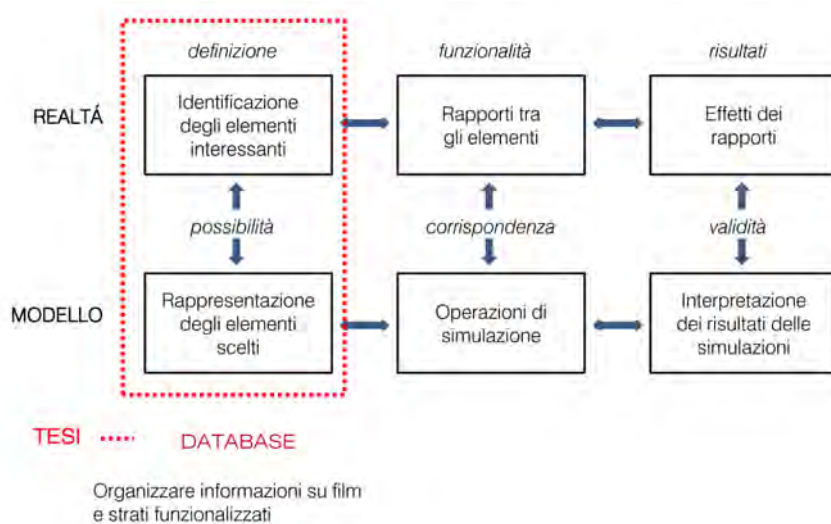 definizione
funzionalità
risultati
REALTÁ
Identificazione
degli elementi
interessanti
Rapporti tra
gli elementi
Effetti dei
rapporti
possibilità
corrispondenza
validità
MODELLO
Rappresentazione
degli elementi
scelti
Operazioni di
simulazione
Interpretazione
dei risultati delle
simulazioni
TESI
DATABASE
Organizzare informazioni su film
e strati funzionalizzati